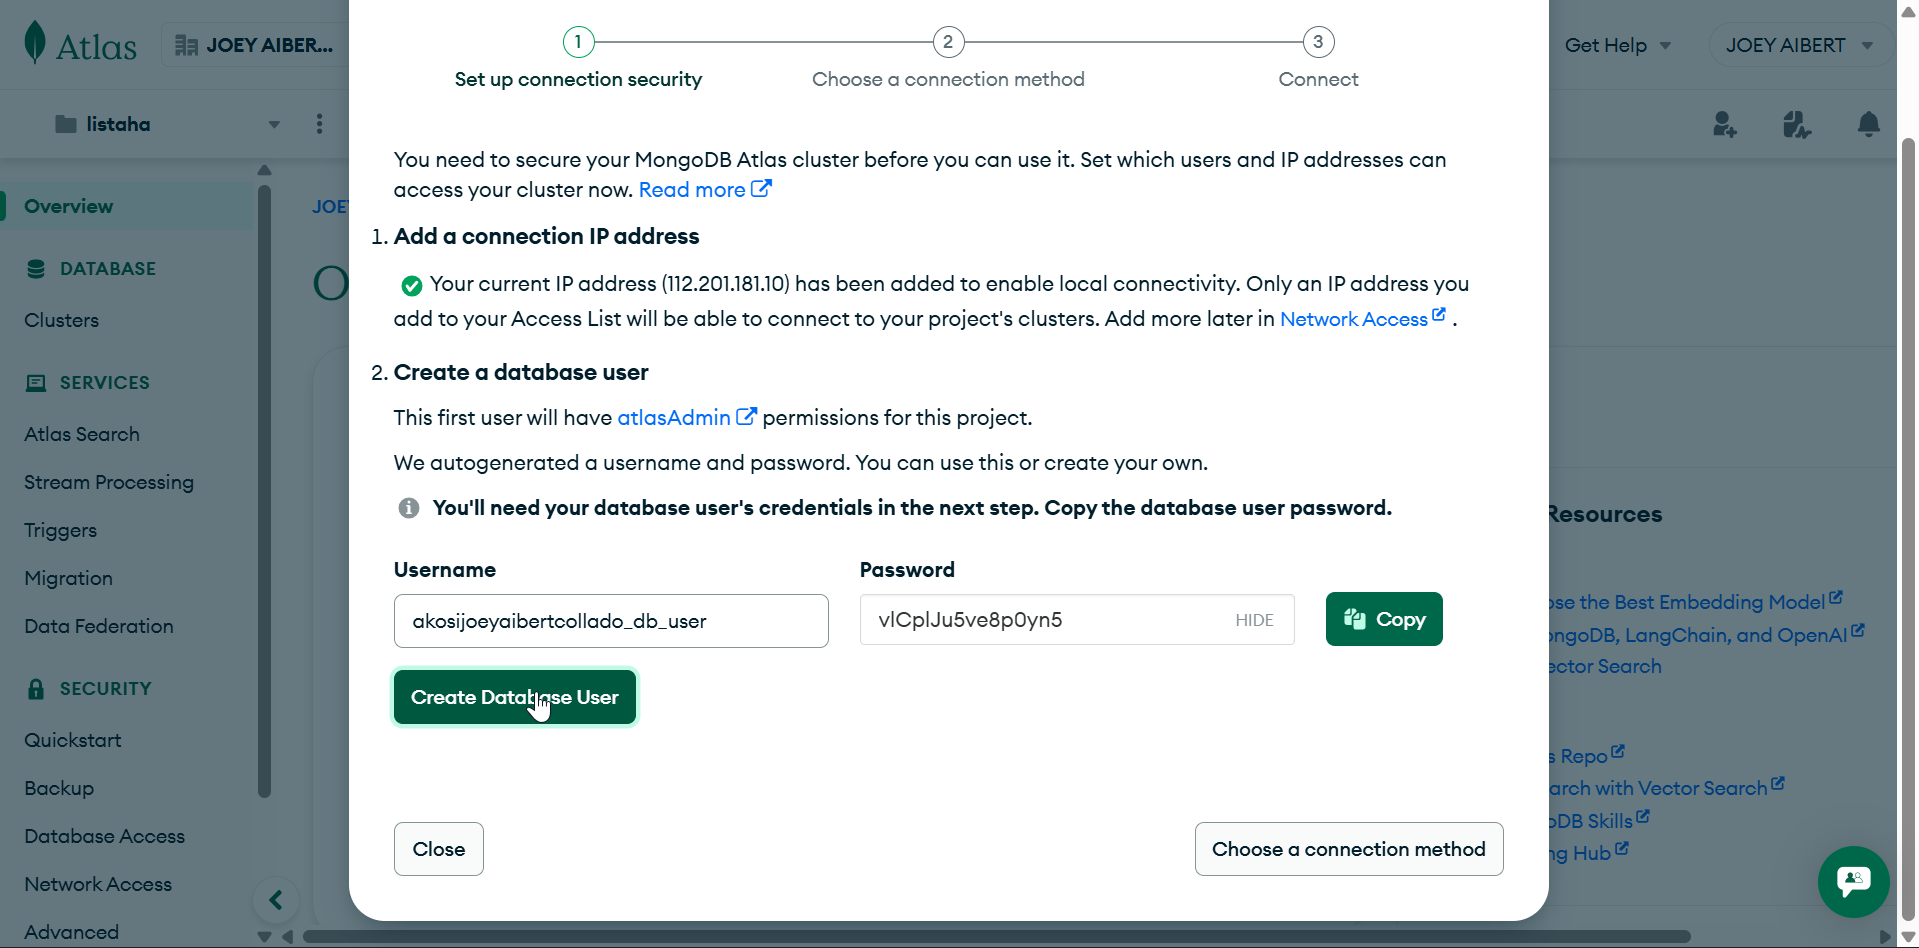 Atlas
JOEY AIBER...
Get Help
JOEY AIBERT
listaha
1
2
3
Set up connection security
Choose a connection method
Connect
Overview
DATABASE
Clusters
SERVICES
Atlas Search
Stream Processing
Triggers
Migration
Data Federation
SECURITY
Quickstart
Backup
Database Access
Network Access
Advanced
JOEY
O
You need to secure your MongoDB Atlas cluster before you can use it. Set which users and IP addresses can
access your cluster now. Read more
1. Add a connection IP address
Your current IP address (112.201.181.10) has been added to enable local connectivity. Only an IP address you
add to your Access List will be able to connect to your project's clusters. Add more later in Network Access .
2. Create a database user
This first user will have atlasAdmin permissions for this project.
We autogenerated a username and password. You can use this or create your own.
You'll need your database user's credentials in the next step. Copy the database user password.
Username
Password
akosijoeyaibertcollado_db_user
vlCplJu5ve8p0yn5
HIDE
Copy
Create Database User
Close
Choose a connection method
Resources
ose the Best Embedding Model
ongoDB, LangChain, and OpenAI
ector Search
s Repo
arch with Vector Search
oDB Skills
ng Hub